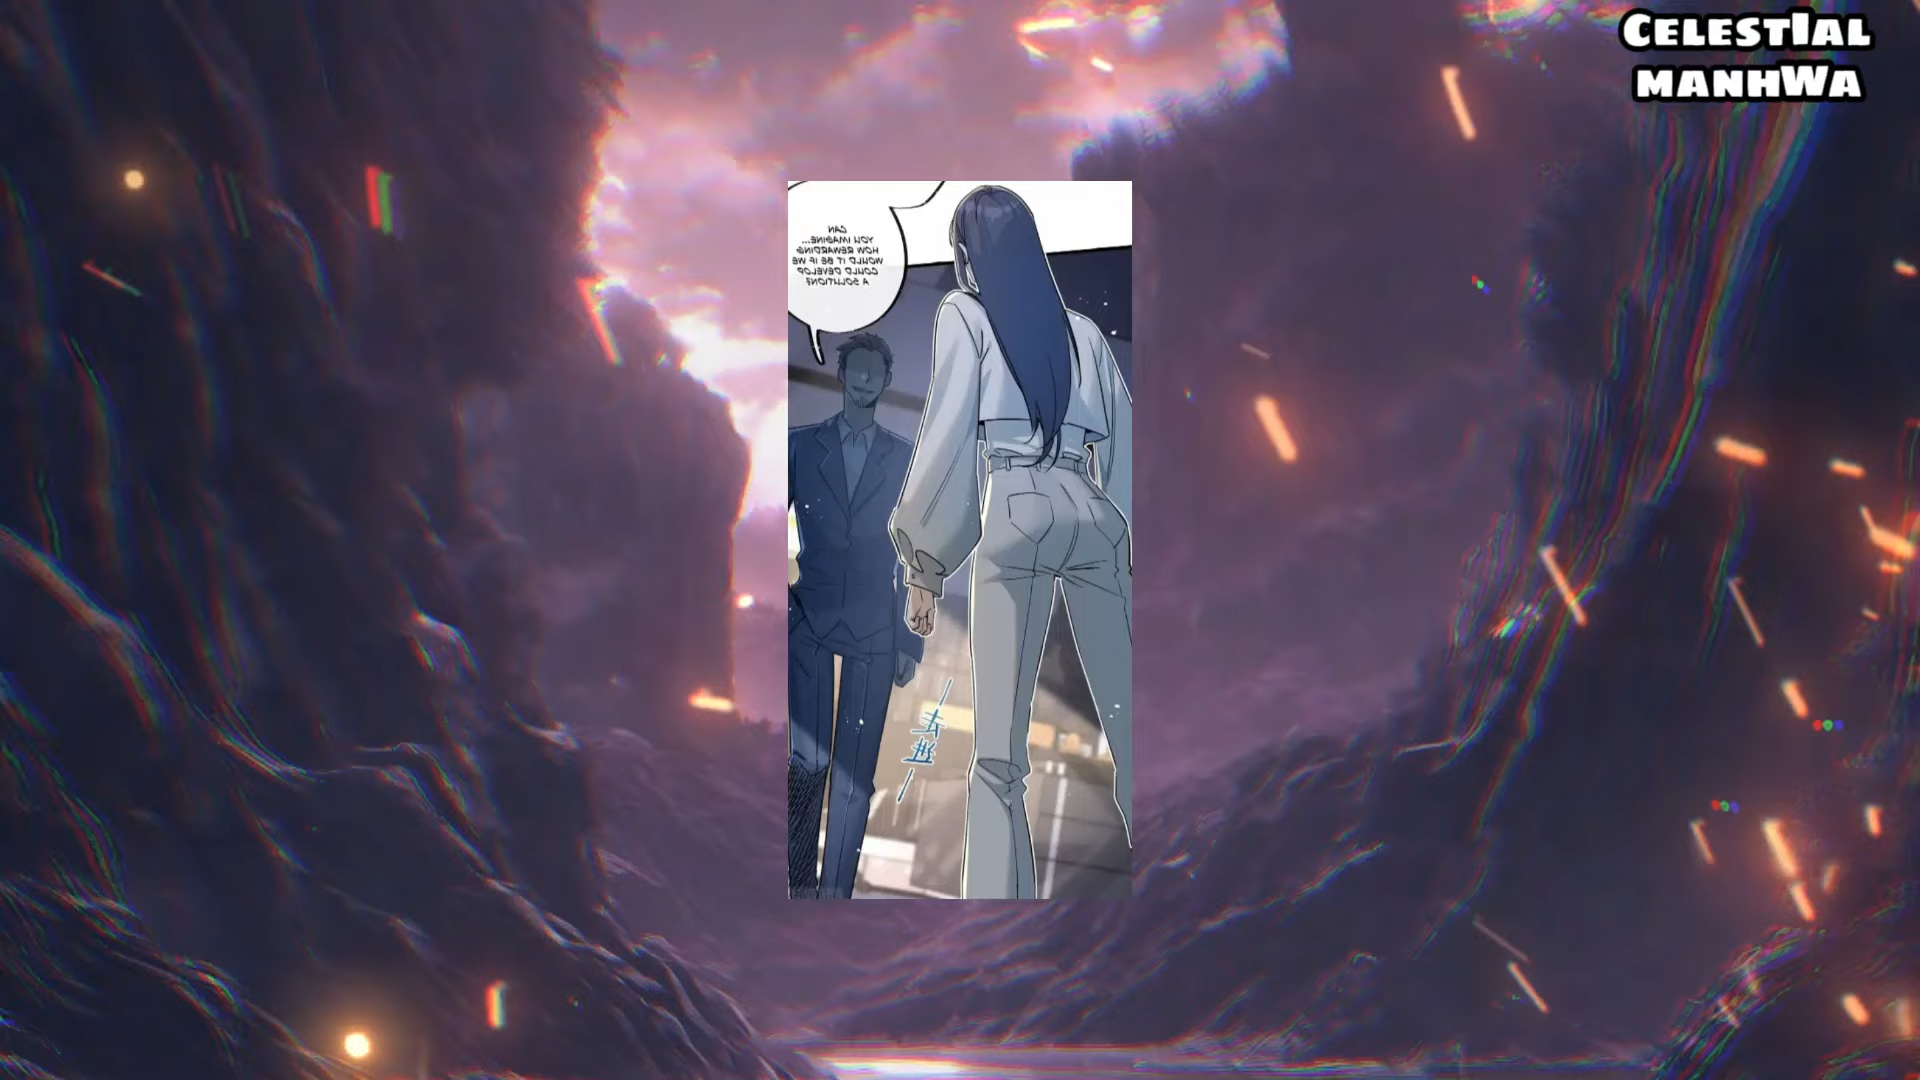 CELESTIAL
MANHWA
CAN
YOU IMAGINE...
HOW REWARDING
WOULD IT BE IF WE
COULD DEVELOP
A SOLUTION?